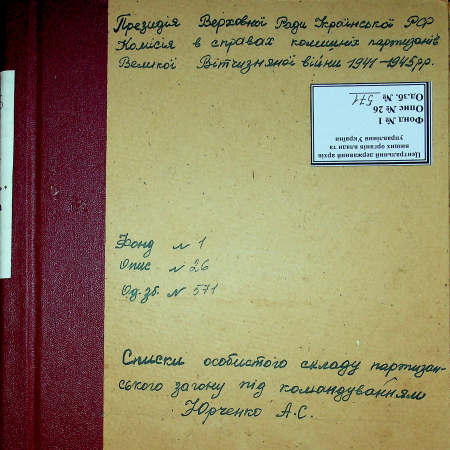 Президія Верховної Ради Української РСР
Комісія в справах колишніх партизанів
Великої Вітчизняної війни 1941-1945рр.
Центральний державний архів
вищих органів влади та
управління України
Фонд № 1
Опис № 26
Од.зб. № 571
Фонд № 1
Опис № 26
Од.зб. № 571
Списки особистого складу партизан-
ського загону під командуванням
Юрченко А.С.